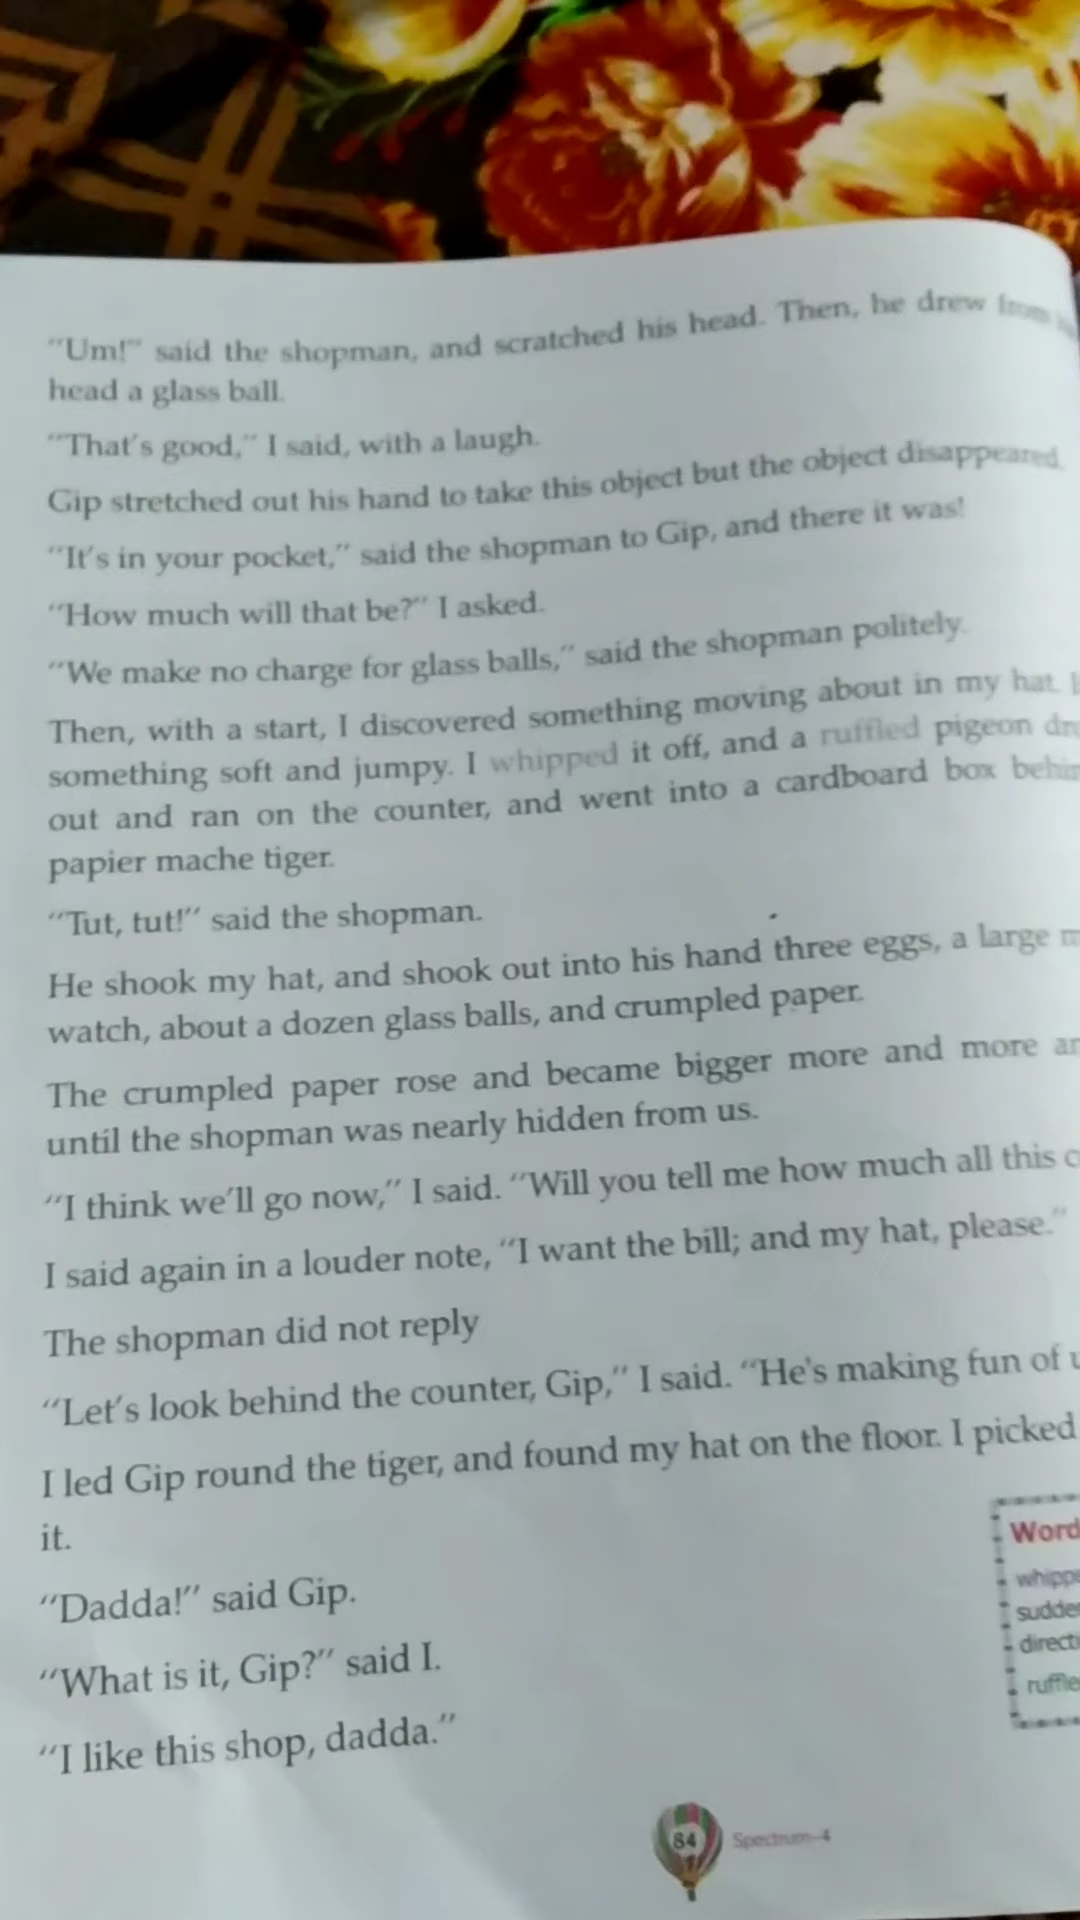 "Um!" said the shopman, and scratched his head. Then, he drew from
head a glass ball.
"That's good," I said, with a laugh.
Gip stretched out his hand to take this object but the object disappeared.
"It's in your pocket," said the shopman to Gip, and there it was!
"How much will that be?" I asked.
"We make no charge for glass balls," said the shopman politely.
Then, with a start, I discovered something moving about in my hat.
something soft and jumpy. I whipped it off, and a ruffled pigeon
out and ran on the counter, and went into a cardboard box
papier mache tiger.
"Tut, tut!" said the shopman.
He shook my hat, and shook out into his hand three eggs, a large
watch, about a dozen glass balls, and crumpled paper.
The crumpled paper rose and became bigger more and more
until the shopman was nearly hidden from us.
"I think we'll go now," I said. "Will you tell me how much all this
I said again in a louder note, "I want the bill; and my hat, please."
The shopman did not reply
"Let's look behind the counter, Gip," I said. "He's making fun of
I led Gip round the tiger, and found my hat on the floor. I picked
it.
"Dadda!" said Gip.
"What is it, Gip?" said I.
"I like this shop, dadda."
Word
84 Spectrum-4